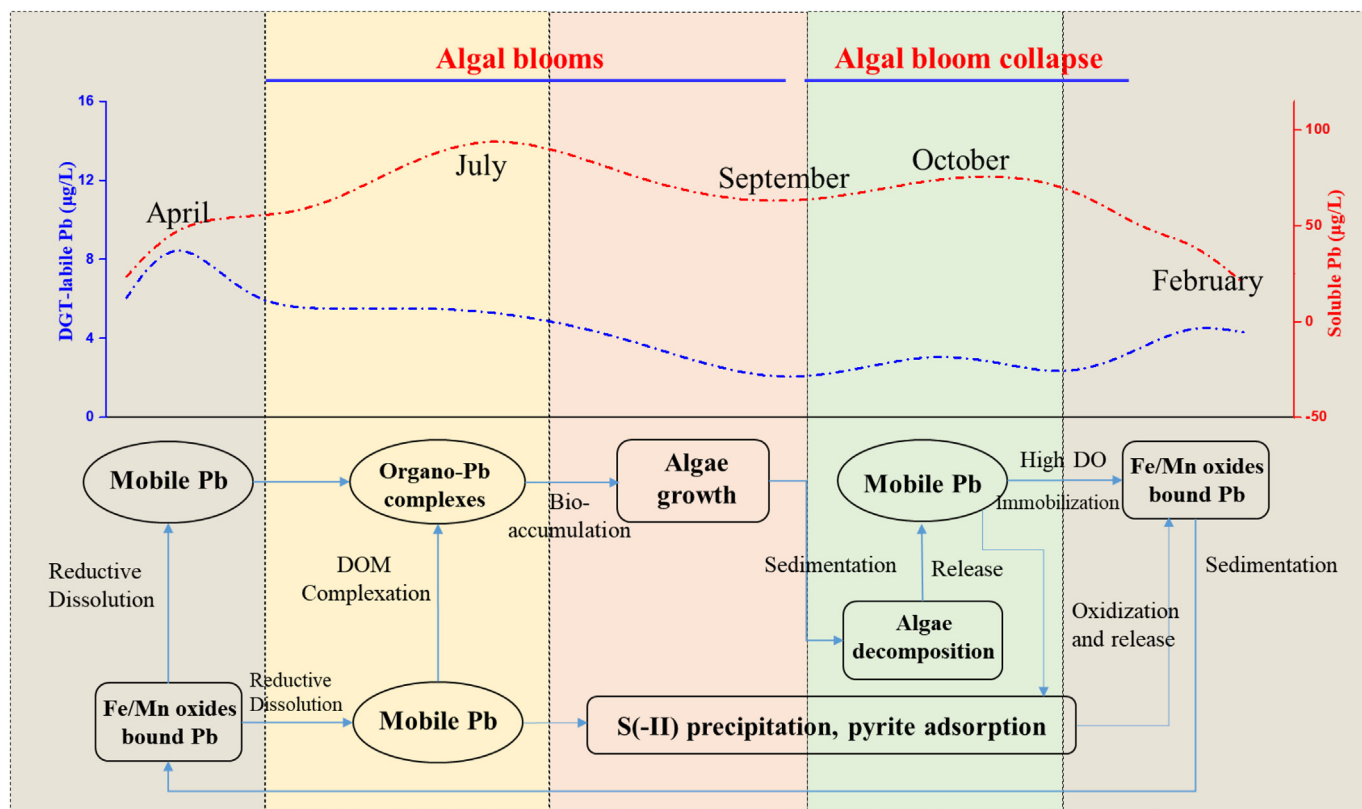 Algal blooms
Algal bloom collapse
16
12
8
4
0
DGT-labile Pb (µg/L)
100
50
0
-50
Soluble Pb (µg/L)
April
July
September
October
February
Mobile Pb
Organo-Pb
complexes
Bio-
accumulation
Algae
growth
Mobile Pb
High DO
Immobilization
Fe/Mn oxides
bound Pb
Reductive
Dissolution
DOM
Complexation
Sedimentation
Release
Algae
decomposition
Oxidization
and release
Sedimentation
Fe/Mn oxides
bound Pb
Reductive
Dissolution
Mobile Pb
S(-II) precipitation, pyrite adsorption